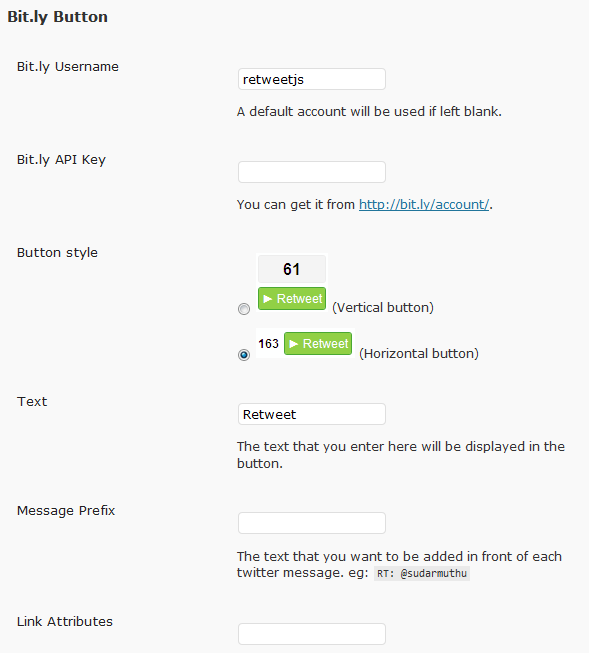 Bit.ly Button
Bit.ly Username
retweetjs
A default account will be used if left blank.
Bit.ly API Key
You can get it from http://bit.ly/account/.
Button style
61
Retweet (Vertical button)
163 Retweet (Horizontal button)
Text
Retweet
The text that you enter here will be displayed in the
button.
Message Prefix
The text that you want to be added in front of each
twitter message. eg: RT: @sudarmuthu
Link Attributes